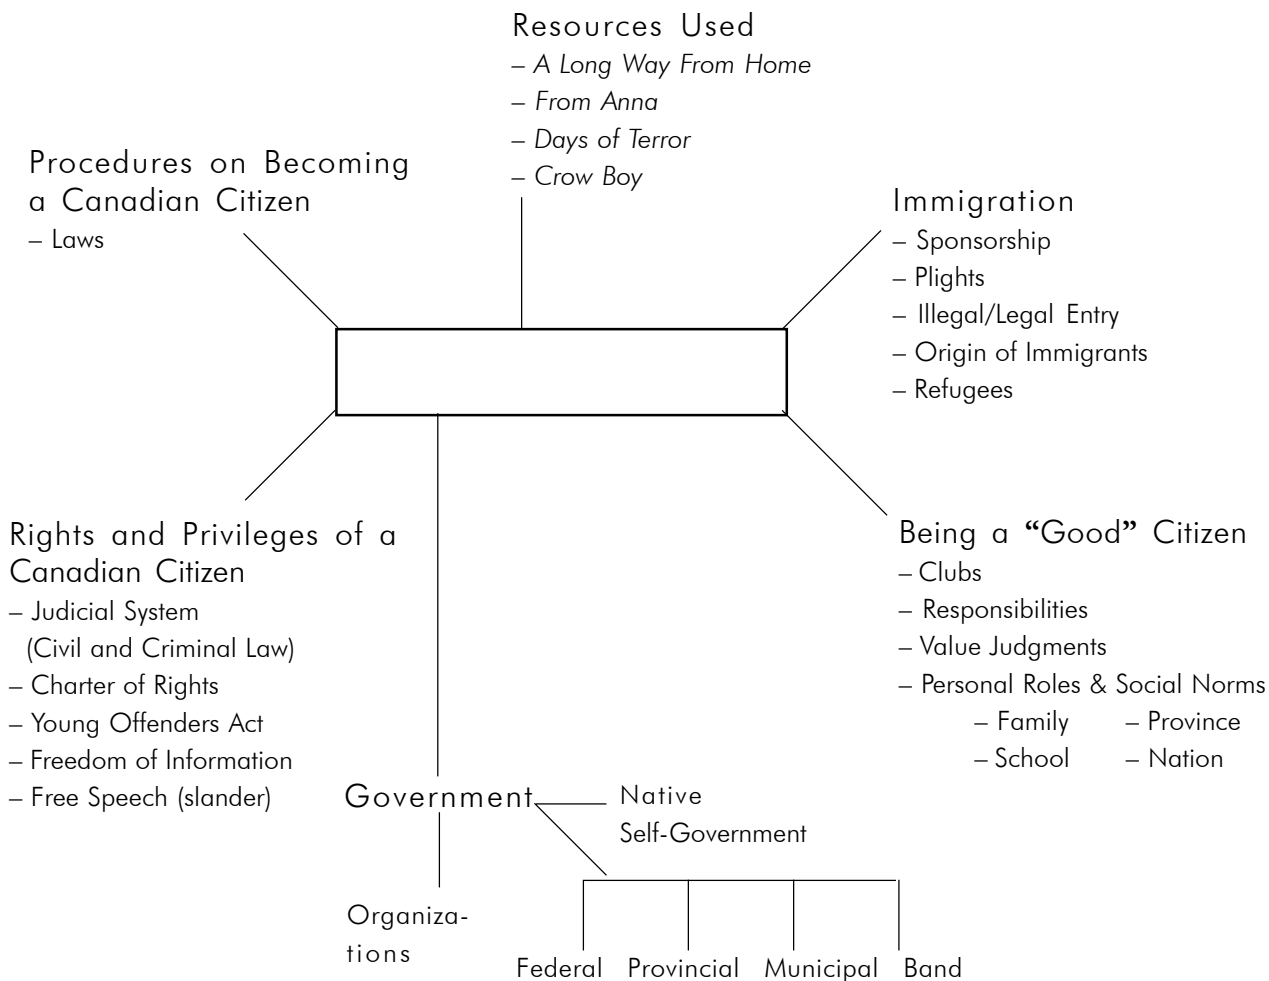 Resources Used
– A Long Way From Home
– From Anna
– Days of Terror
– Crow Boy
Procedures on Becoming
a Canadian Citizen
– Laws
Immigration
– Sponsorship
– Plights
– Illegal/Legal Entry
– Origin of Immigrants
– Refugees
Rights and Privileges of a
Canadian Citizen
– Judicial System
(Civil and Criminal Law)
– Charter of Rights
– Young Offenders Act
– Freedom of Information
– Free Speech (slander)
Being a “Good” Citizen
– Clubs
– Responsibilities
– Value Judgments
– Personal Roles & Social Norms
– Family – Province
– School – Nation
Government
Native
Self-Government
Organiza-
tions
Federal Provincial Municipal Band